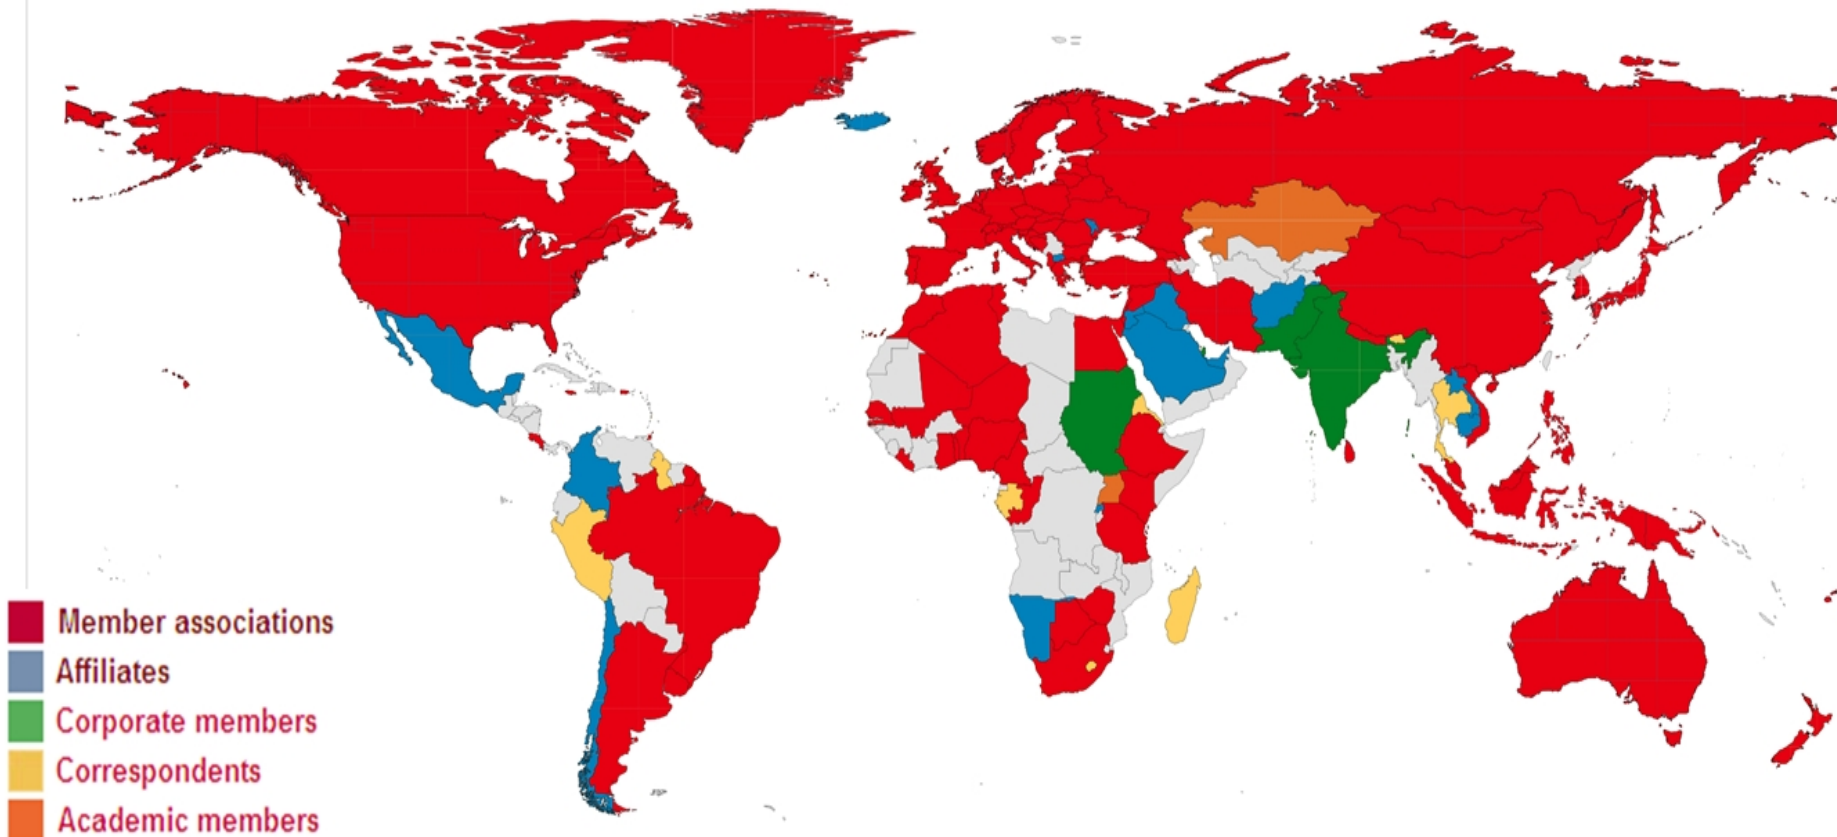 Member associations
Affiliates
Corporate members
Correspondents
Academic members